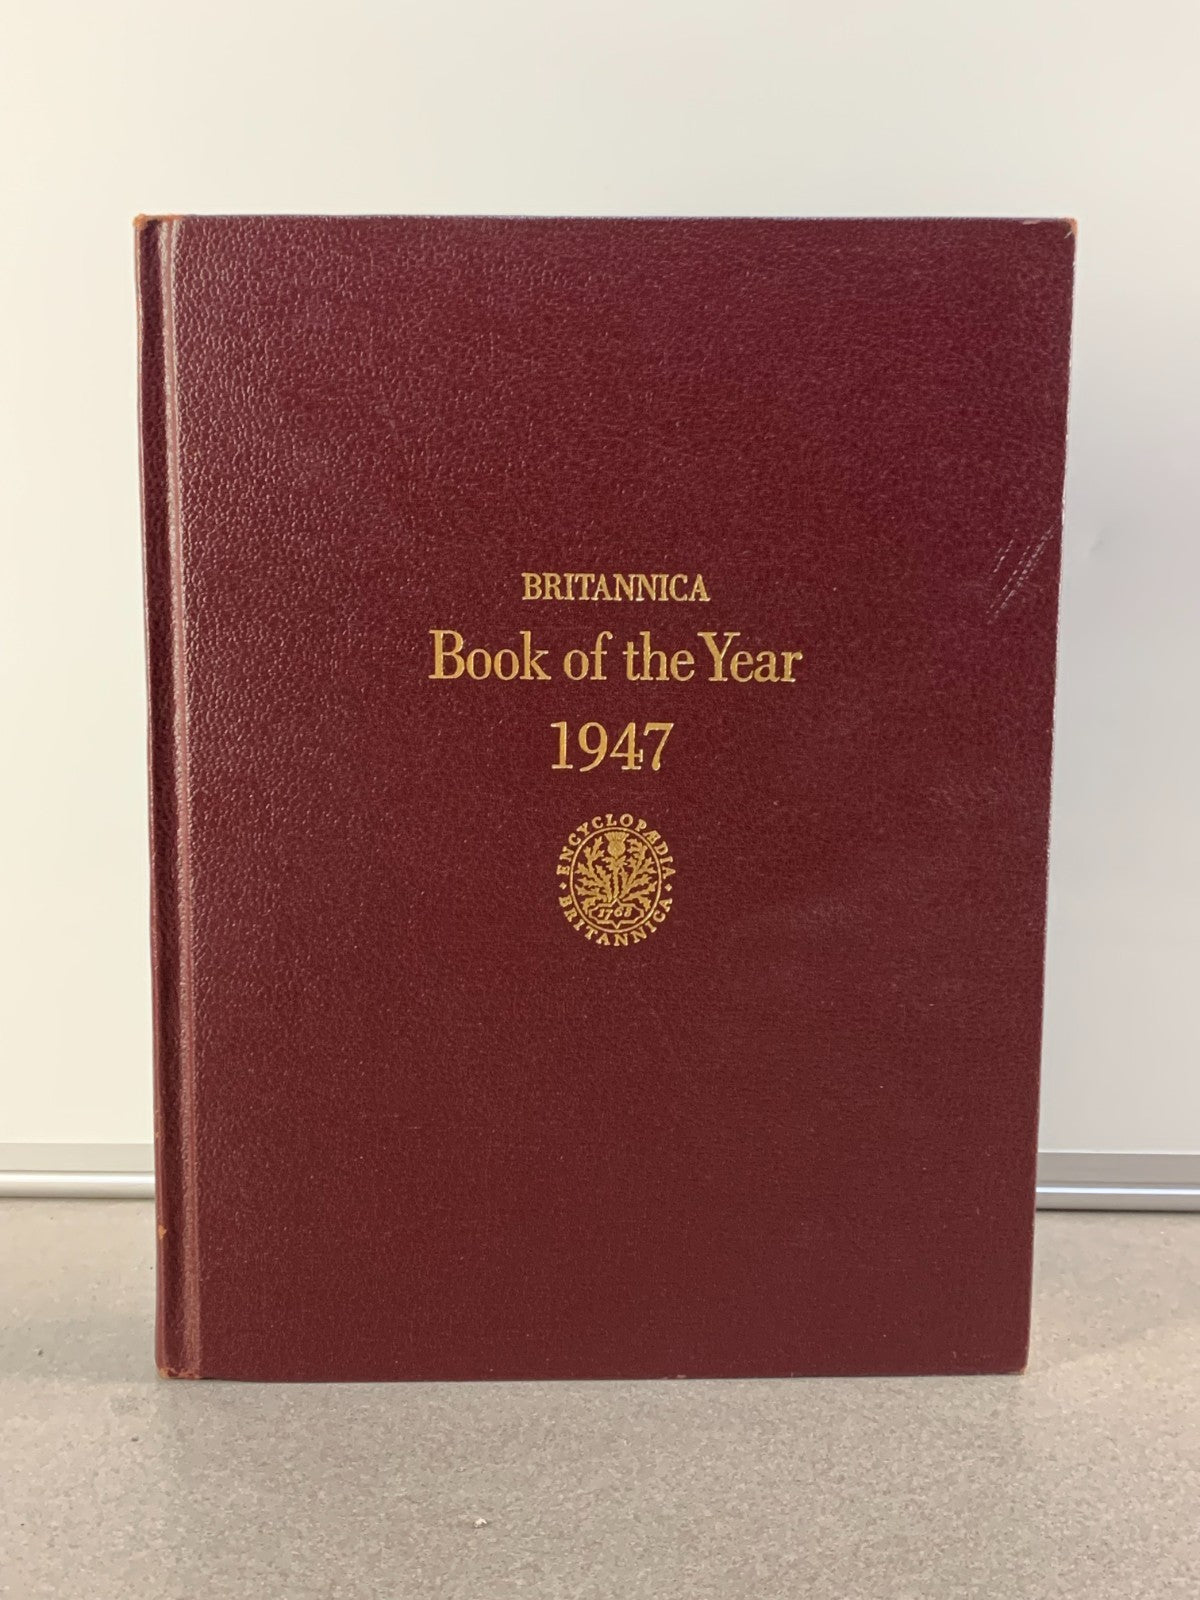 BRITANNICA
Book of the Year
1947
ENCYCLOPÆDIA
BRITANNICA
1768